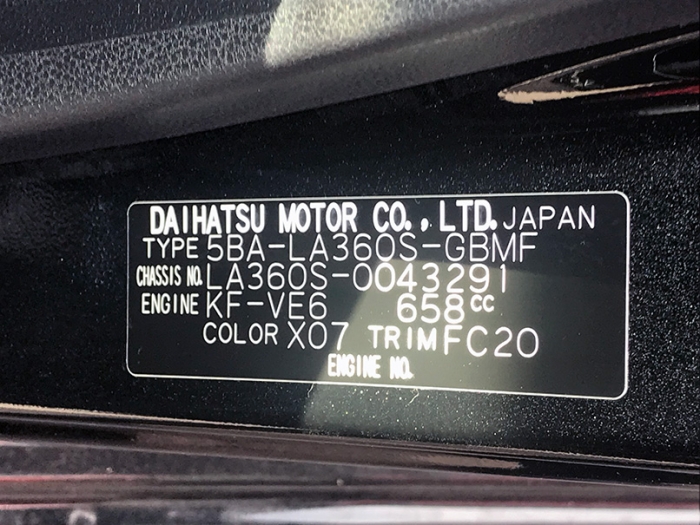 DAIHATSU MOTOR CO., LTD. JAPAN
TYPE 5BA-LA360S-GBMF
CHASSIS NO. LA360S-0043291
ENGINE KF-VE6 658cc
COLOR X07 TRIM FC20
ENGINE NO.